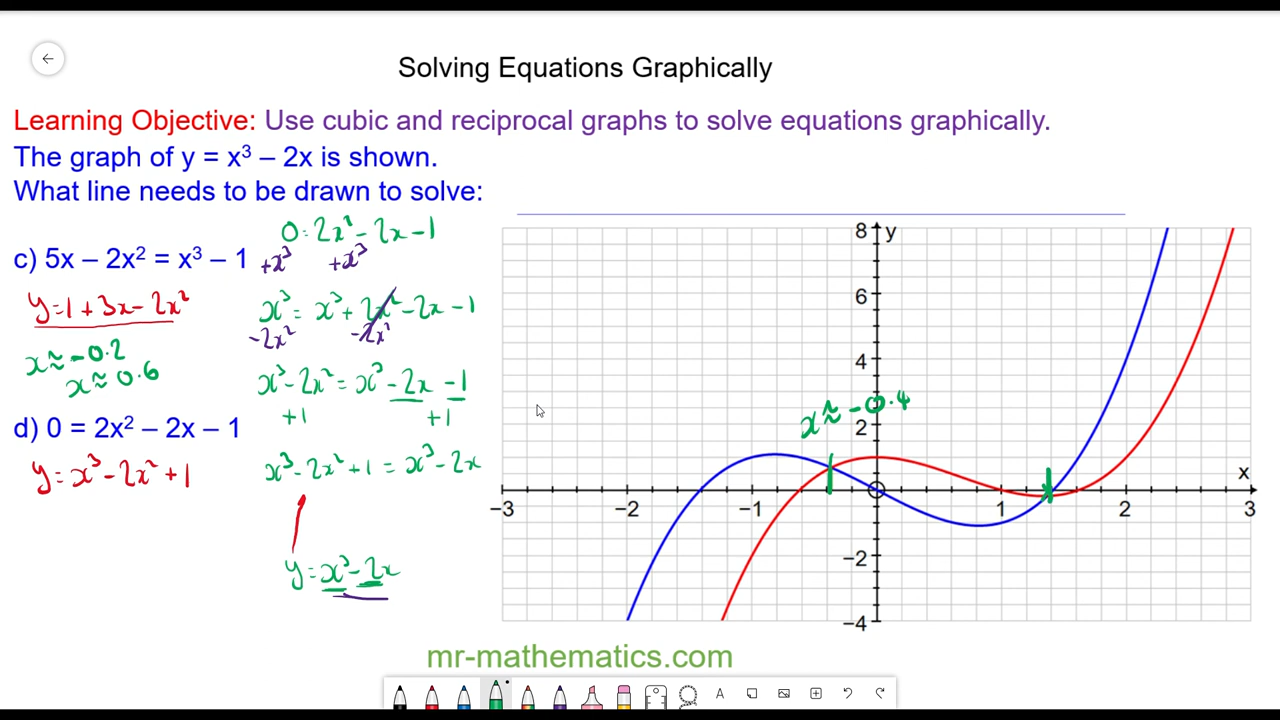 Solving Equations Graphically
Learning Objective: Use cubic and reciprocal graphs to solve equations graphically.
The graph of y = x³ – 2x is shown.
What line needs to be drawn to solve:
c) 5x – 2x² = x³ – 1
y = 1 + 3x – 2x²
x ≈ -0.2
x ≈ 0.6
d) 0 = 2x² – 2x – 1
y = x³ – 2x² + 1
0 = 2x² – 2x – 1
+x³ +x³
x³ = x³ + 2x² – 2x – 1
-2x² -2x²
x³ – 2x² = x³ – 2x – 1
+1 +1
x³ – 2x² + 1 = x³ – 2x
y = x³ – 2x
8 y
6
4
x ≈ -0.4
2
x
−3 −2 −1 1 2 3
−2
−4
mr-mathematics.com
A